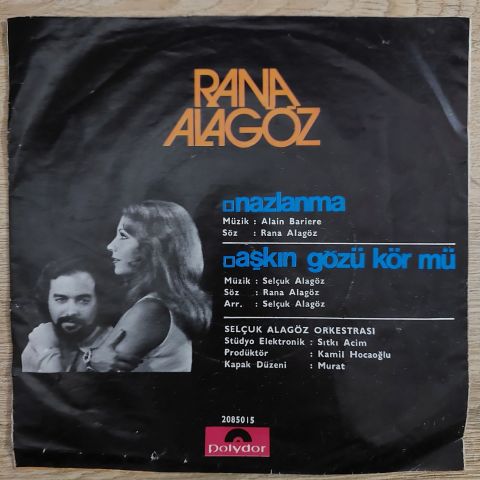 RANA
ALAGÖZ
nazlanma
Müzik : Alain Bariere
Söz : Rana Alagöz
aşkın gözü kör mü
Müzik : Selçuk Alagöz
Söz : Rana Alagöz
Arr. : Selçuk Alagöz
SELÇUK ALAGÖZ ORKESTRASI
Stüdyo Elektronik : Sıtkı Acim
Prodüktör : Kamil Hocaoğlu
Kapak Düzeni : Murat
2085015
polydor